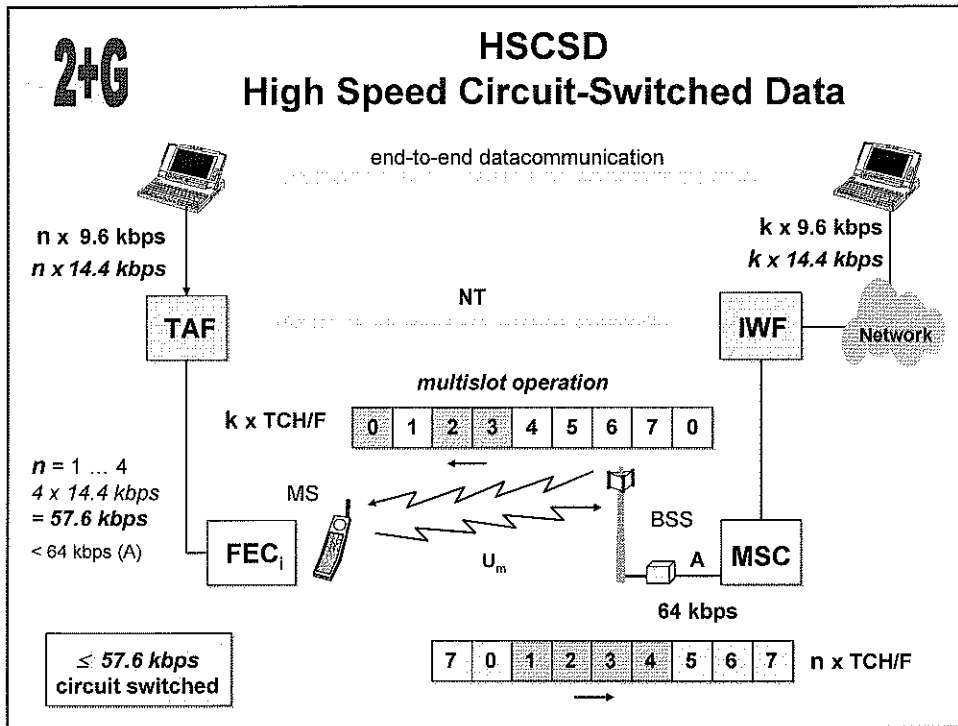 2+G
HSCSD
High Speed Circuit-Switched Data
end-to-end datacommunication
n x 9.6 kbps
n x 14.4 kbps
k x 9.6 kbps
k x 14.4 kbps
NT
TAF
IWF
Network
multislot operation
k x TCH/F
0 1 2 3 4 5 6 7 0
n = 1 ... 4
4 x 14.4 kbps
= 57.6 kbps
< 64 kbps (A)
MS
BSS
FECi
Um
A
MSC
64 kbps
≤ 57.6 kbps
circuit switched
7 0 1 2 3 4 5 6 7
n x TCH/F